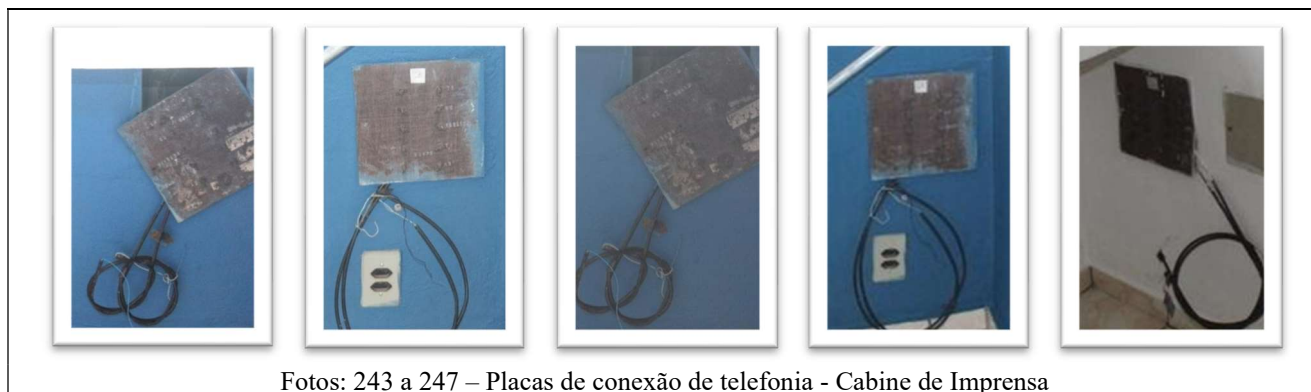 Fotos: 243 a 247 – Placas de conexão de telefonia - Cabine de Imprensa